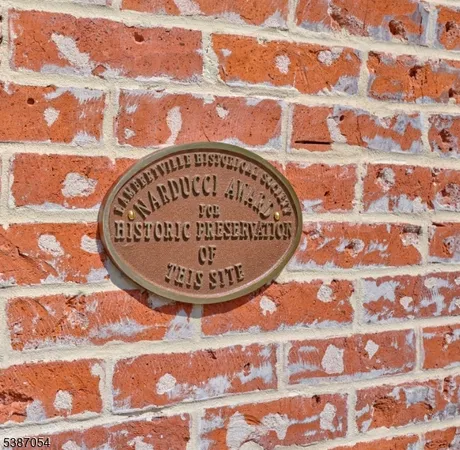 LAMBERTVILLE HISTORICAL SOCIETY
NARDUCCI AWARD
FOR
HISTORIC PRESERVATION
OF
THIS SITE
5387054